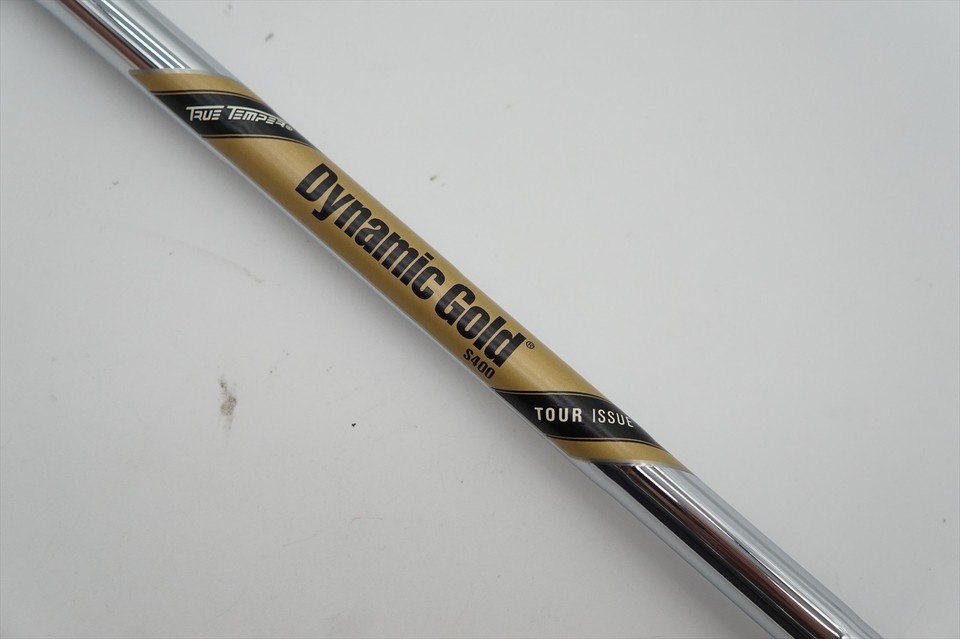 TRUE TEMPER®
Dynamic Gold®
S400
TOUR ISSUE